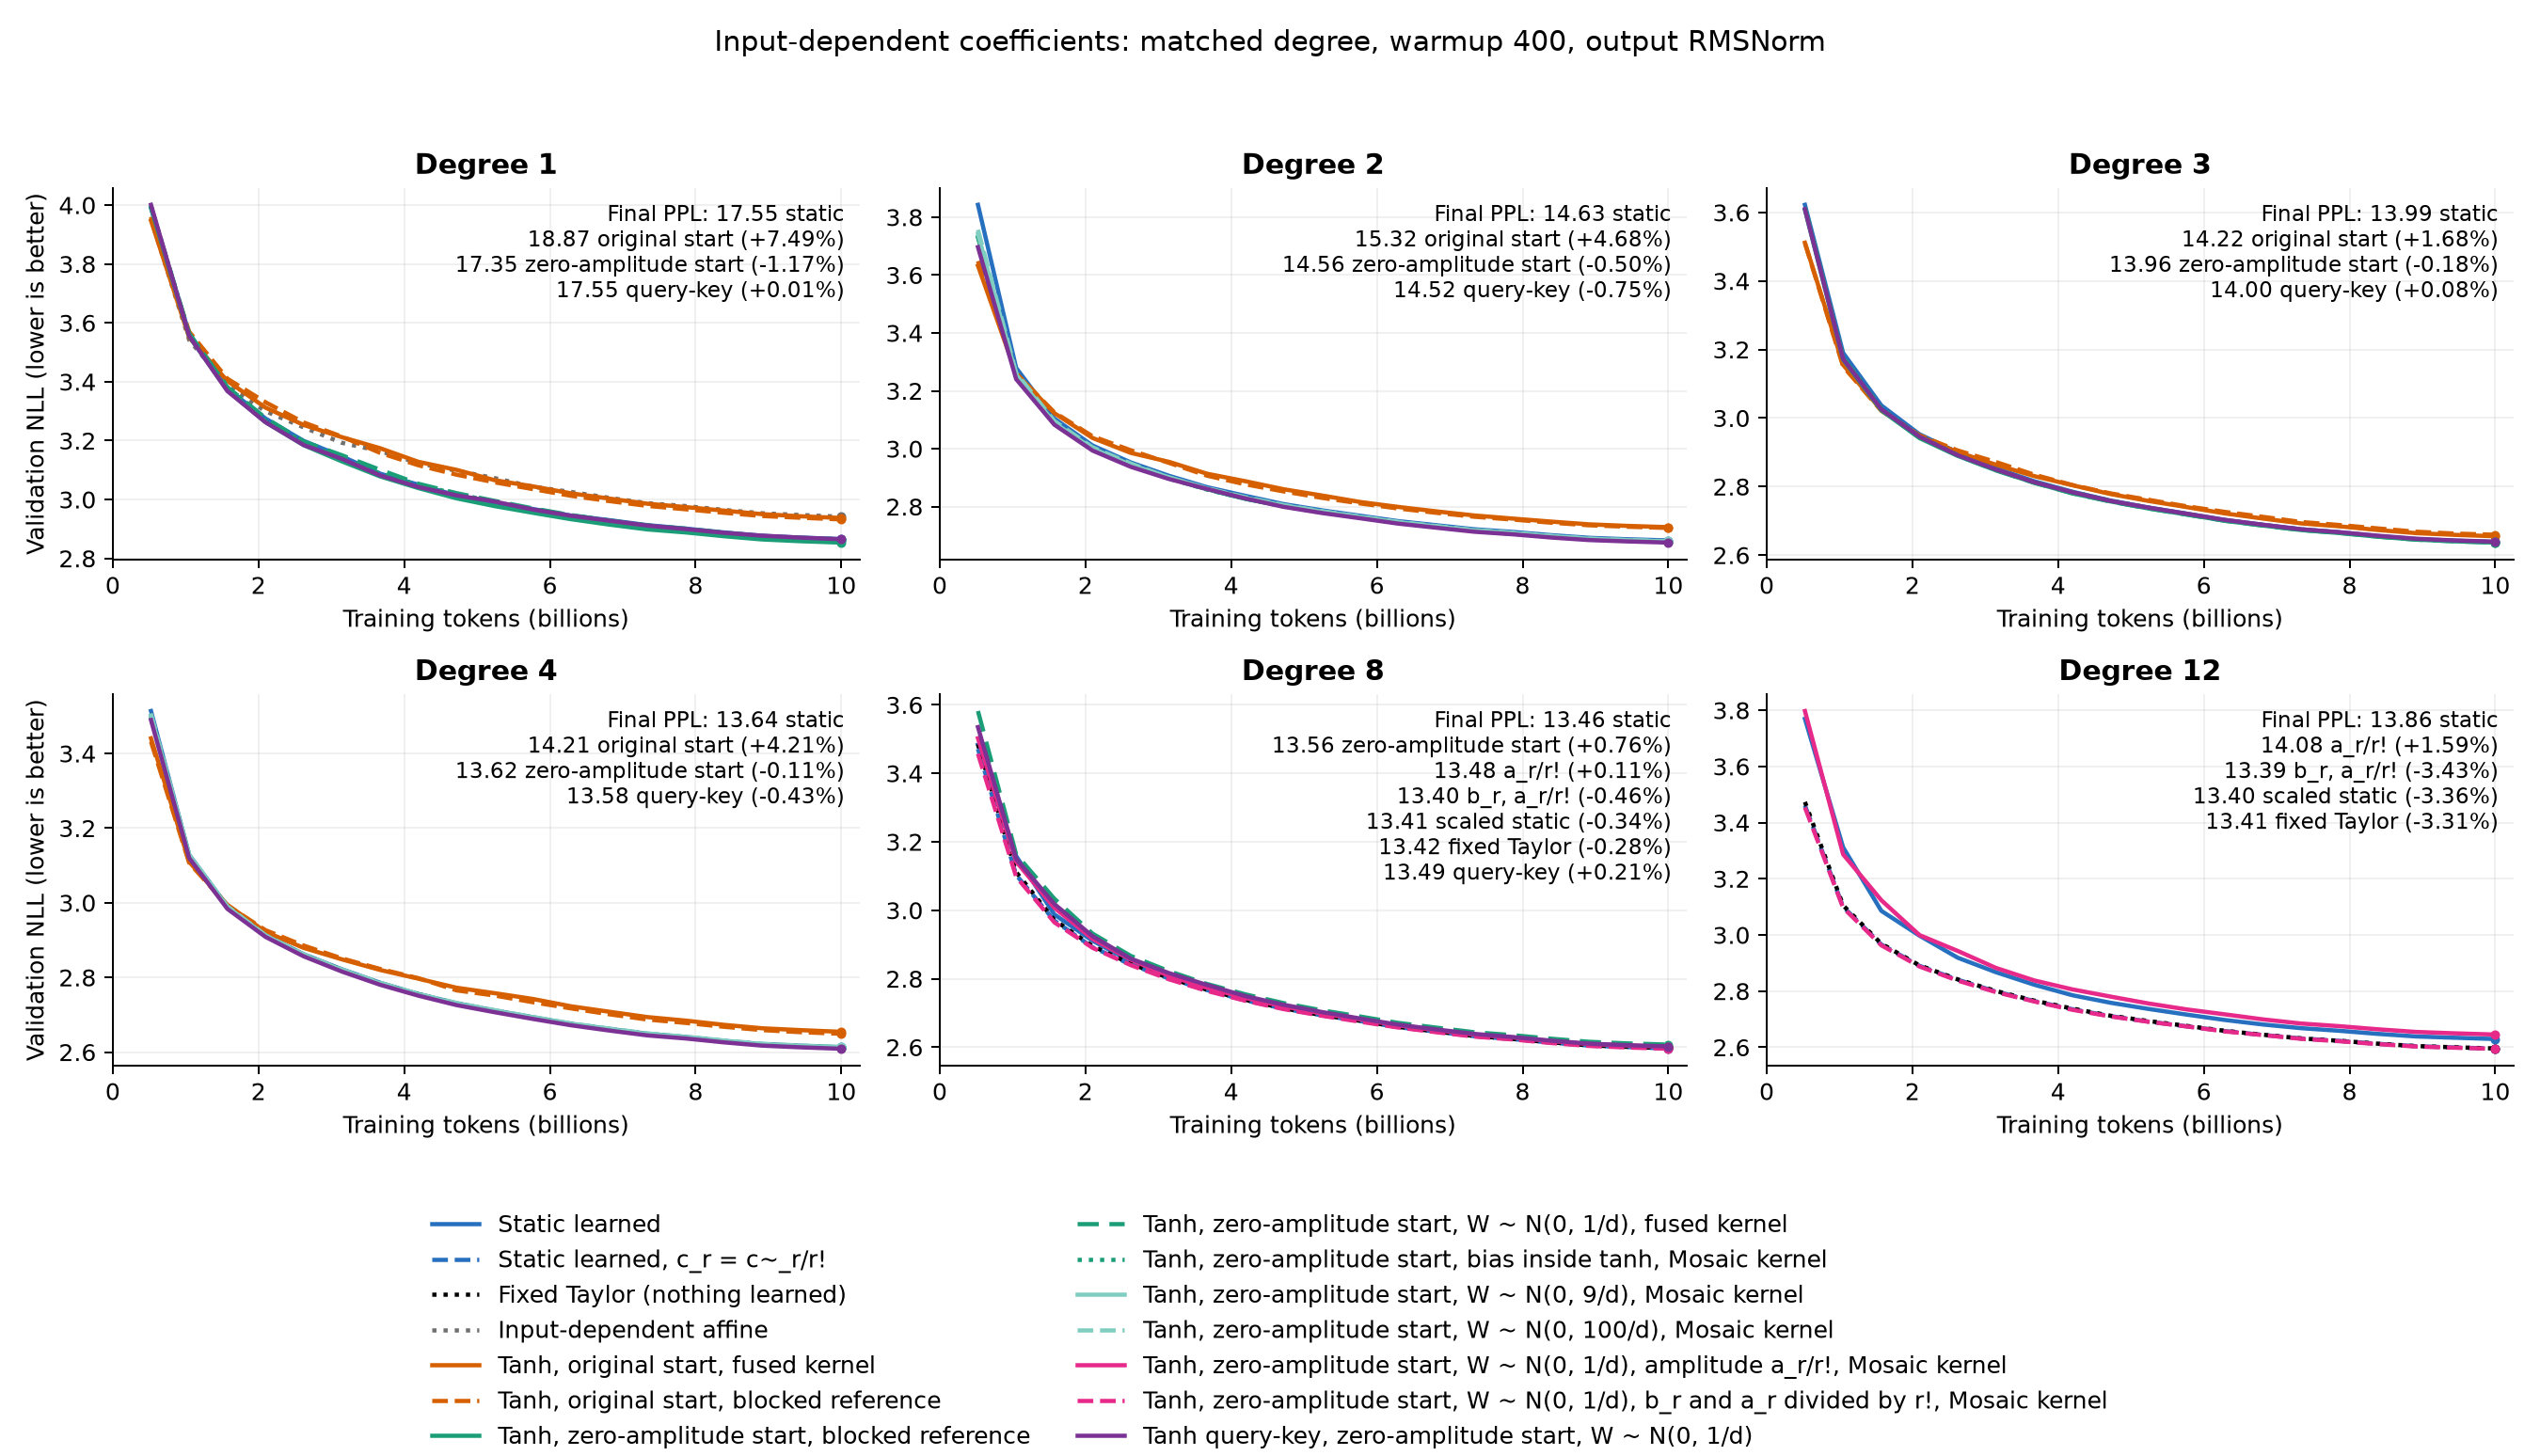 Input-dependent coefficients: matched degree, warmup 400, output RMSNorm
Degree 1
Final PPL: 17.55 static
18.87 original start (+7.49%)
17.35 zero-amplitude start (-1.17%)
17.55 query-key (+0.01%)
Validation NLL (lower is better)
4.0
3.8
3.6
3.4
3.2
3.0
2.8
0 2 4 6 8 10
Training tokens (billions)
Degree 2
Final PPL: 14.63 static
15.32 original start (+4.68%)
14.56 zero-amplitude start (-0.50%)
14.52 query-key (-0.75%)
3.8
3.6
3.4
3.2
3.0
2.8
0 2 4 6 8 10
Training tokens (billions)
Degree 3
Final PPL: 13.99 static
14.22 original start (+1.68%)
13.96 zero-amplitude start (-0.18%)
14.00 query-key (+0.08%)
3.6
3.4
3.2
3.0
2.8
2.6
0 2 4 6 8 10
Training tokens (billions)
Degree 4
Final PPL: 13.64 static
14.21 original start (+4.21%)
13.62 zero-amplitude start (-0.11%)
13.58 query-key (-0.43%)
Validation NLL (lower is better)
3.4
3.2
3.0
2.8
2.6
0 2 4 6 8 10
Training tokens (billions)
Degree 8
Final PPL: 13.46 static
13.56 zero-amplitude start (+0.76%)
13.48 a_r/r! (+0.11%)
13.40 b_r, a_r/r! (-0.46%)
13.41 scaled static (-0.34%)
13.42 fixed Taylor (-0.28%)
13.49 query-key (+0.21%)
3.6
3.4
3.2
3.0
2.8
2.6
0 2 4 6 8 10
Training tokens (billions)
Degree 12
Final PPL: 13.86 static
14.08 a_r/r! (+1.59%)
13.39 b_r, a_r/r! (-3.43%)
13.40 scaled static (-3.36%)
13.41 fixed Taylor (-3.31%)
3.8
3.6
3.4
3.2
3.0
2.8
2.6
0 2 4 6 8 10
Training tokens (billions)
Static learned
Static learned, c_r = c~_r/r!
Fixed Taylor (nothing learned)
Input-dependent affine
Tanh, original start, fused kernel
Tanh, original start, blocked reference
Tanh, zero-amplitude start, blocked reference
Tanh, zero-amplitude start, W ~ N(0, 1/d), fused kernel
Tanh, zero-amplitude start, bias inside tanh, Mosaic kernel
Tanh, zero-amplitude start, W ~ N(0, 9/d), Mosaic kernel
Tanh, zero-amplitude start, W ~ N(0, 100/d), Mosaic kernel
Tanh, zero-amplitude start, W ~ N(0, 1/d), amplitude a_r/r!, Mosaic kernel
Tanh, zero-amplitude start, W ~ N(0, 1/d), b_r and a_r divided by r!, Mosaic kernel
Tanh query-key, zero-amplitude start, W ~ N(0, 1/d)